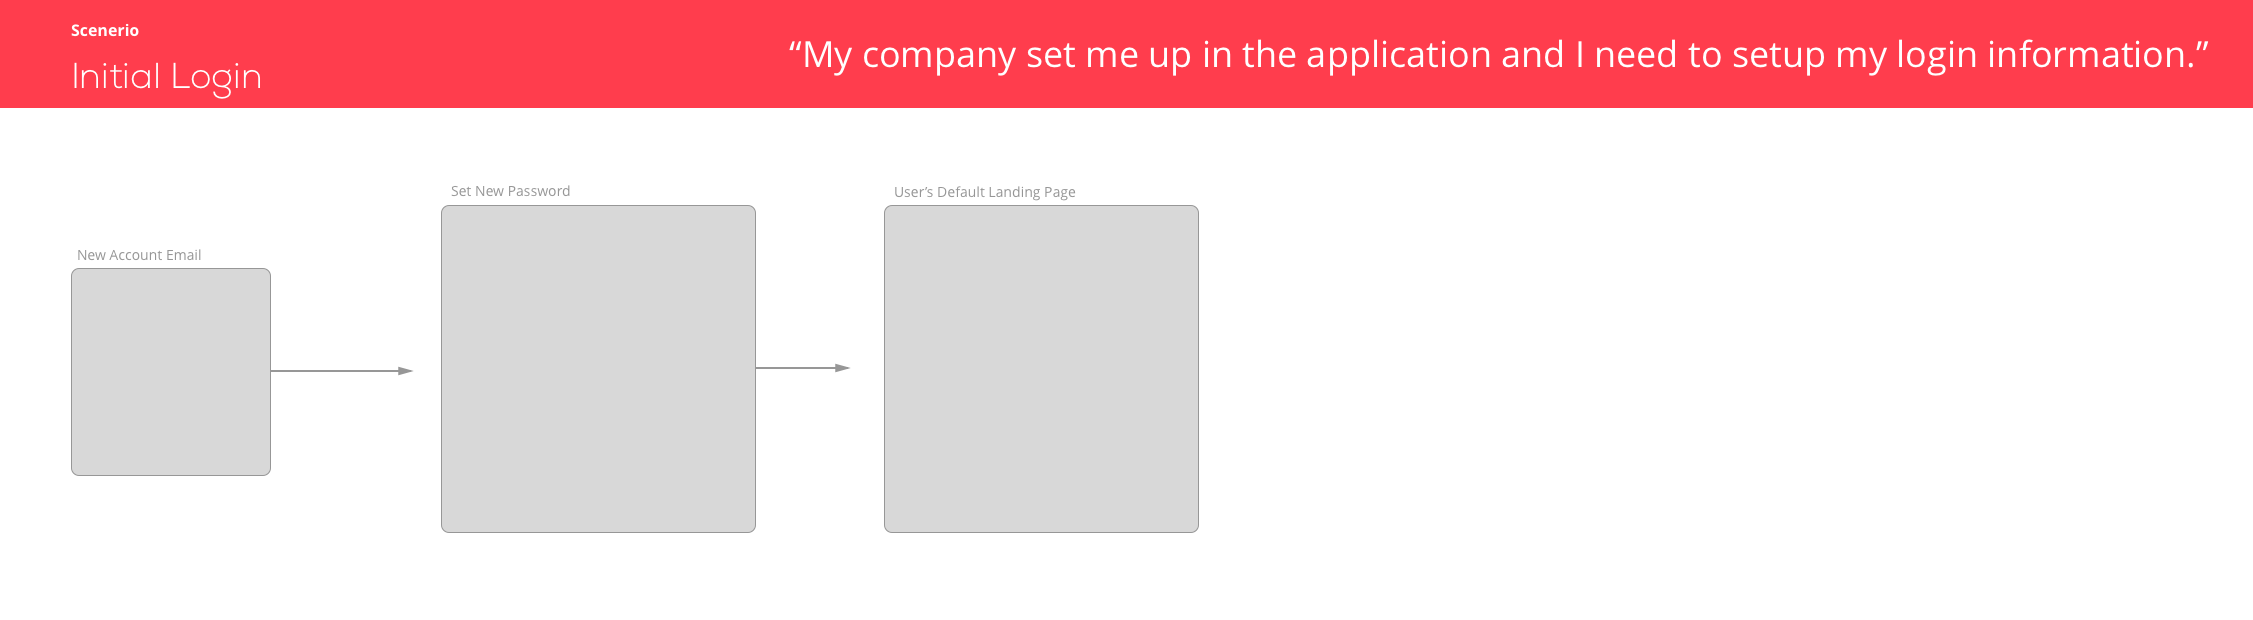 Scenerio
Initial Login
“My company set me up in the application and I need to setup my login information.”
New Account Email
Set New Password
User’s Default Landing Page